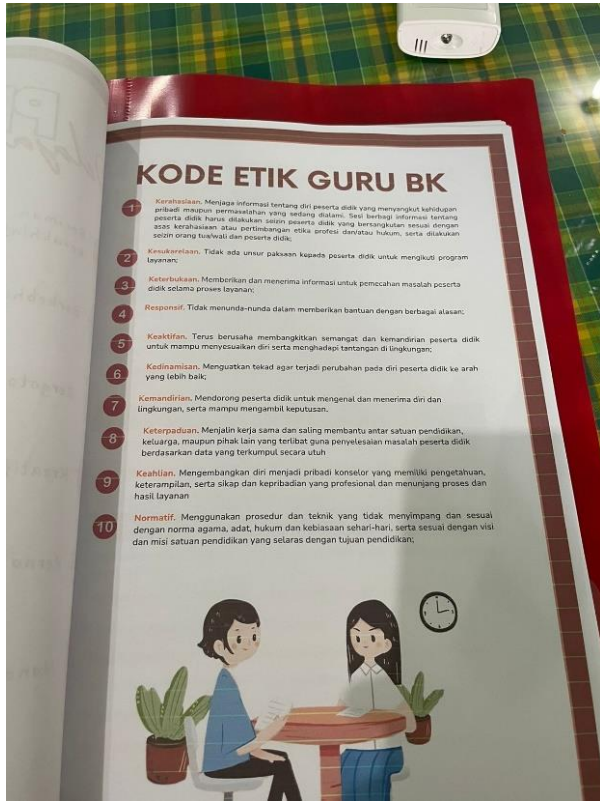 KODE ETIK GURU BK
1 Kerahasiaan. Menjaga informasi tentang diri peserta didik yang menyangkut kehidupan
pribadi maupun permasalahan yang sedang dialami. Sesi berbagi informasi tentang
peserta didik harus dilakukan seizin peserta didik yang bersangkutan sesuai dengan
asas kerahasiaan atau pertimbangan etika profesi dan/atau hukum, serta dilakukan
seizin orang tua/wali dan peserta didik;
2 Kesukarelaan. Tidak ada unsur paksaan kepada peserta didik untuk mengikuti program
layanan;
3 Keterbukaan. Memberikan dan menerima informasi untuk pemecahan masalah peserta
didik selama proses layanan;
4 Responsif. Tidak menunda-nunda dalam memberikan bantuan dengan berbagai alasan;
5 Keaktifan. Terus berusaha membangkitkan semangat dan kemandirian peserta didik
untuk mampu menyesuaikan diri serta menghadapi tantangan di lingkungan;
6 Kedinamisan. Menguatkan tekad agar terjadi perubahan pada diri peserta didik ke arah
yang lebih baik;
7 Kemandirian. Mendorong peserta didik untuk mengenal dan menerima diri dan
lingkungan, serta mampu mengambil keputusan.
8 Keterpaduan. Menjalin kerja sama dan saling membantu antar satuan pendidikan,
keluarga, maupun pihak lain yang terlibat guna penyelesaian masalah peserta didik
berdasarkan data yang terkumpul secara utuh
9 Keahlian. Mengembangkan diri menjadi pribadi konselor yang memiliki pengetahuan,
keterampilan, serta sikap dan kepribadian yang profesional dan menunjang proses dan
hasil layanan
10 Normatif. Menggunakan prosedur dan teknik yang tidak menyimpang dan sesuai
dengan norma agama, adat, hukum dan kebiasaan sehari-hari, serta sesuai dengan visi
dan misi satuan pendidikan yang selaras dengan tujuan pendidikan;